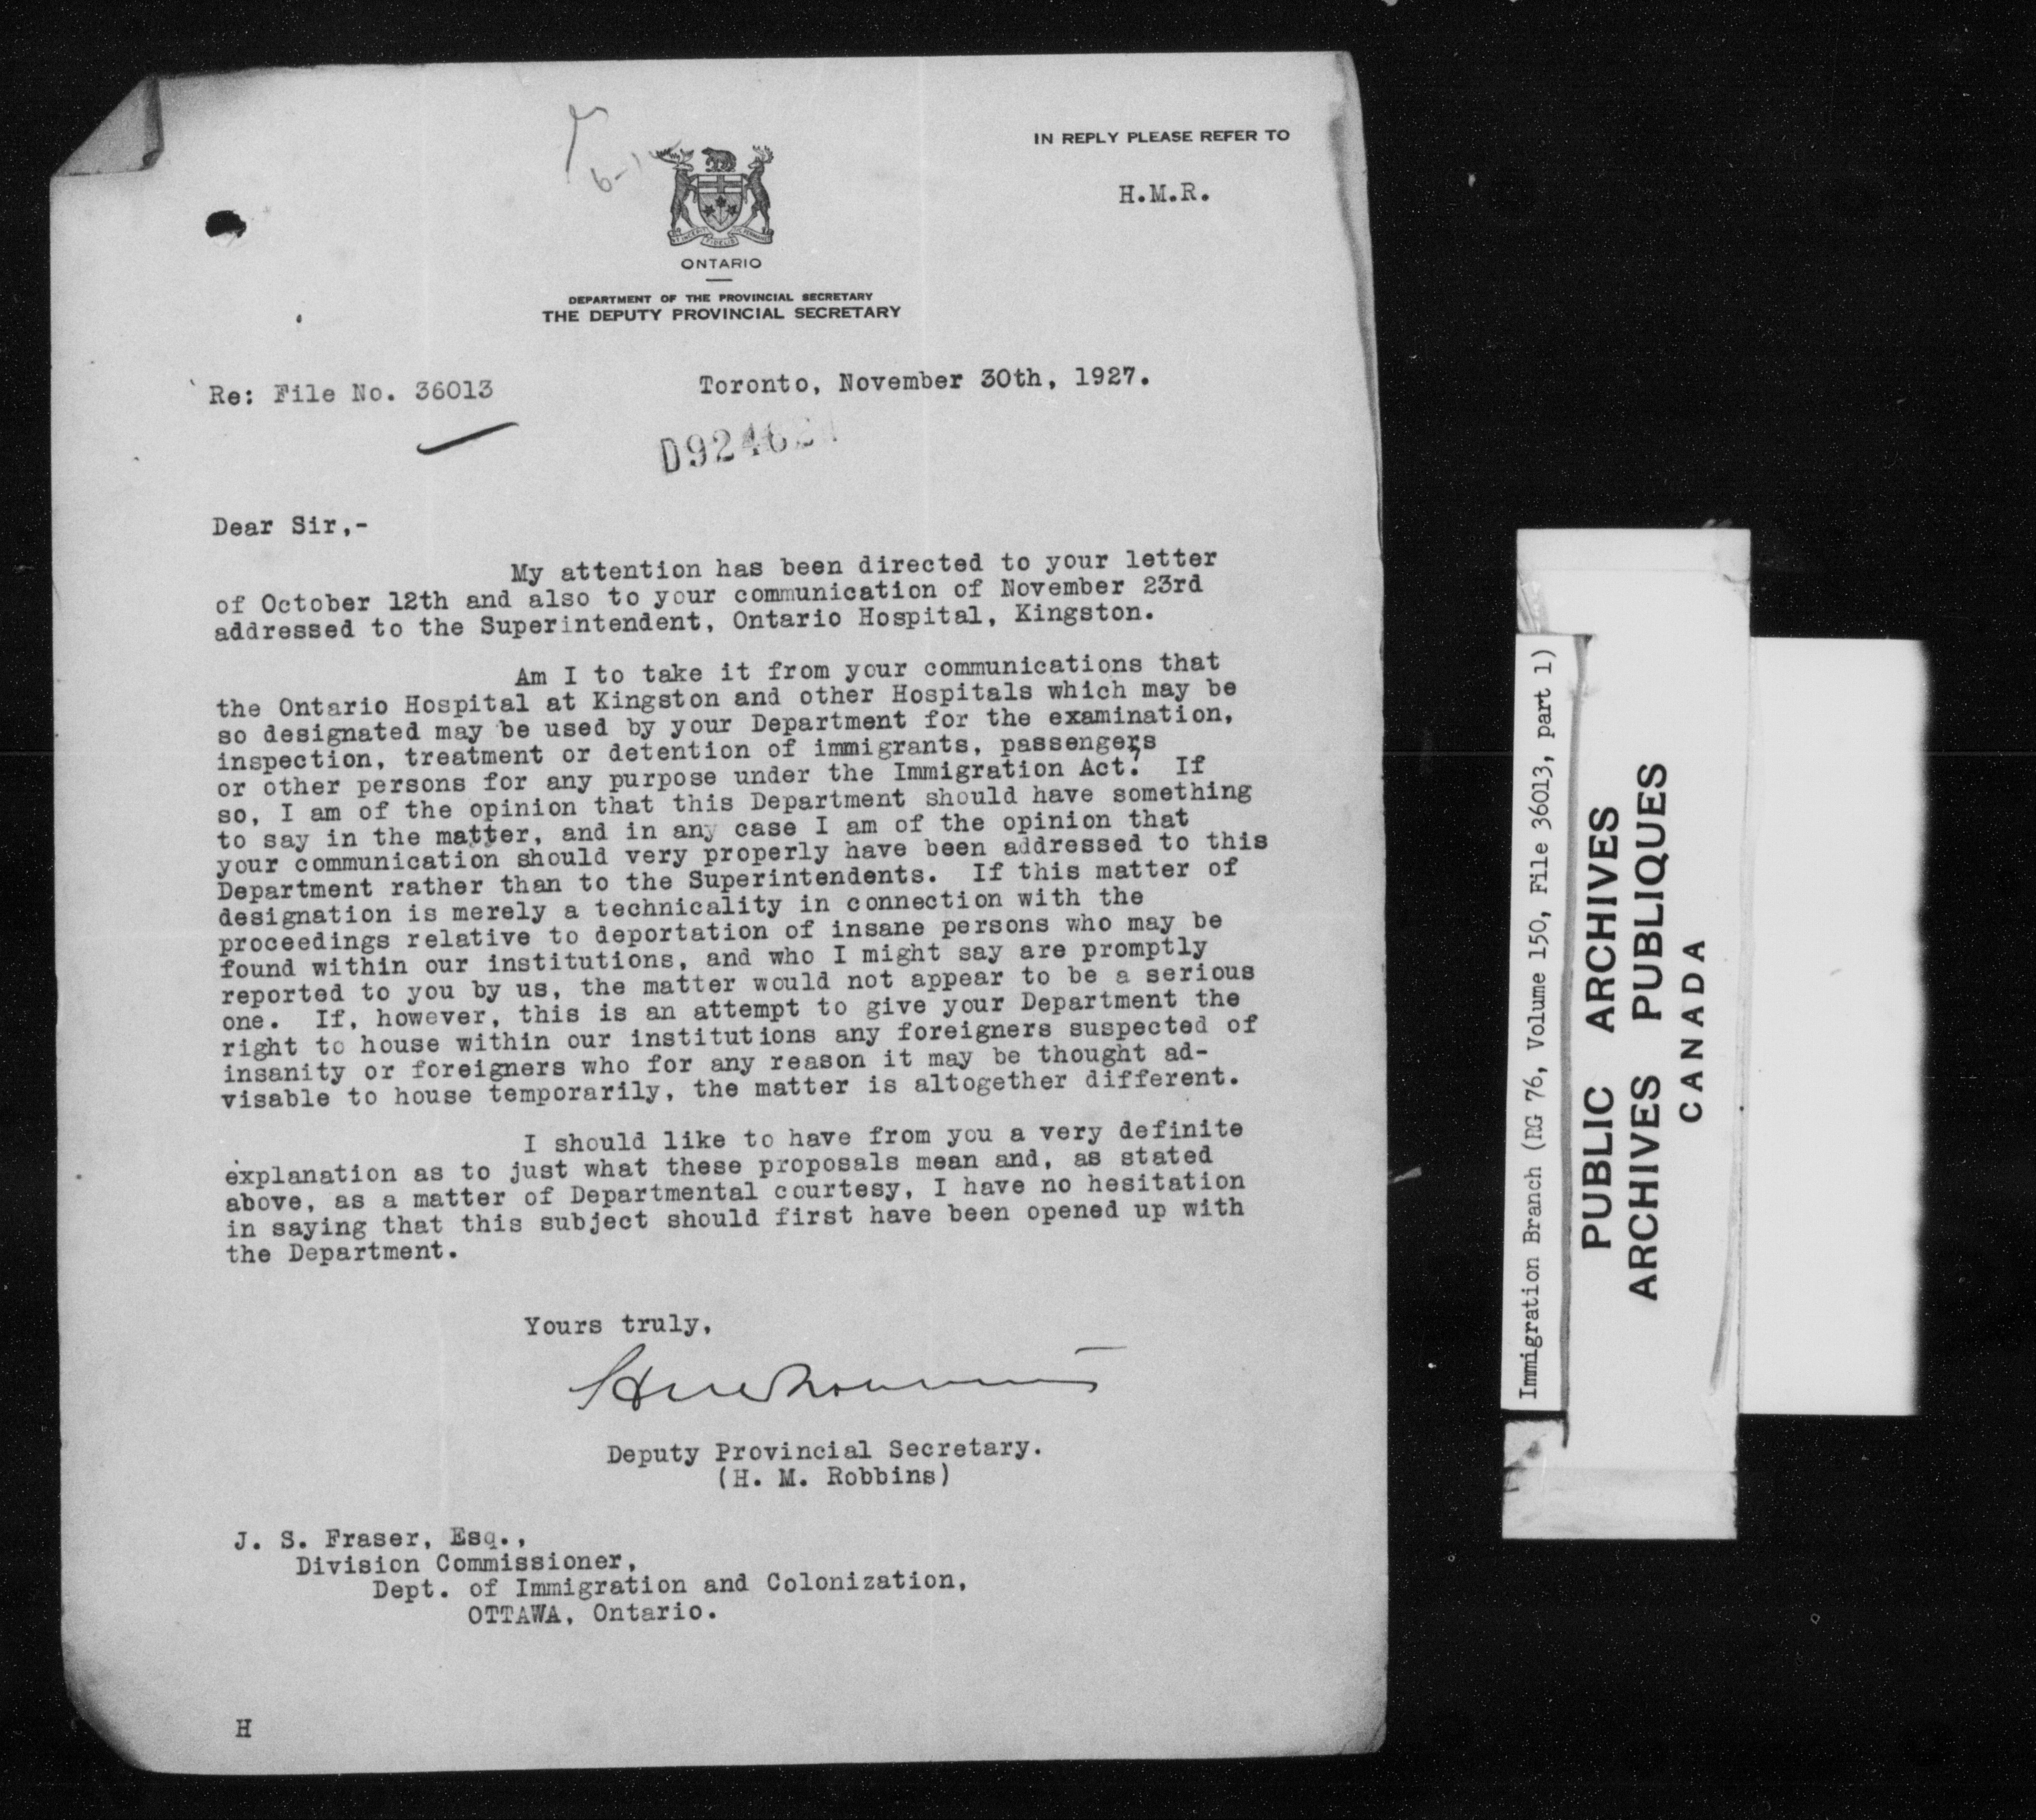 IN REPLY PLEASE REFER TO
H.M.R.
ONTARIO
DEPARTMENT OF THE PROVINCIAL SECRETARY
THE DEPUTY PROVINCIAL SECRETARY
Re: File No. 36013
Toronto, November 30th, 1927.
Dear Sir,-
My attention has been directed to your letter
of October 12th and also to your communication of November 23rd
addressed to the Superintendent, Ontario Hospital, Kingston.
Am I to take it from your communications that
the Ontario Hospital at Kingston and other Hospitals which may be
so designated may be used by your Department for the examination,
inspection, treatment or detention of immigrants, passengers
or other persons for any purpose under the Immigration Act? If
so, I am of the opinion that this Department should have something
to say in the matter, and in any case I am of the opinion that
your communication should very properly have been addressed to this
Department rather than to the Superintendents. If this matter of
designation is merely a technicality in connection with the
proceedings relative to deportation of insane persons who may be
found within our institutions, and who I might say are promptly
reported to you by us, the matter would not appear to be a serious
one. If, however, this is an attempt to give your Department the
right to house within our institutions any foreigners suspected of
insanity or foreigners who for any reason it may be thought ad-
visable to house temporarily, the matter is altogether different.
I should like to have from you a very definite
explanation as to just what these proposals mean and, as stated
above, as a matter of Departmental courtesy, I have no hesitation
in saying that this subject should first have been opened up with
the Department.
Yours truly,
Deputy Provincial Secretary.
(H. M. Robbins)
J. S. Fraser, Esq.,
Division Commissioner,
Dept. of Immigration and Colonization,
OTTAWA, Ontario.
H
Immigration Branch (RG 76, Volume 150, File 36013, part 1)
PUBLIC ARCHIVES
ARCHIVES PUBLIQUES
CANADA